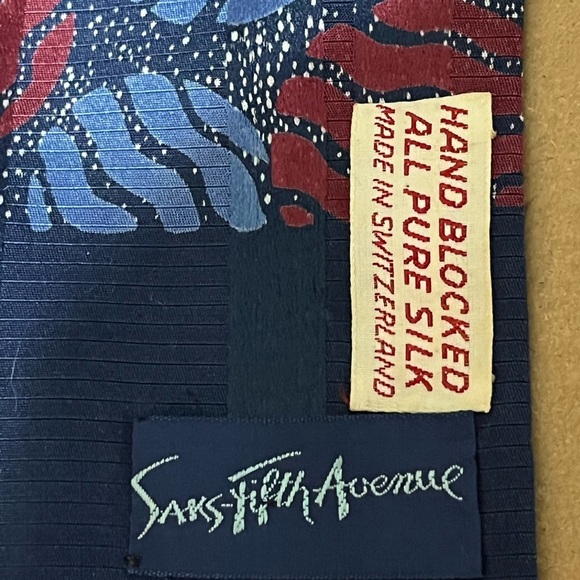 HAND BLOCKED
ALL PURE SILK
MADE IN SWITZERLAND
SAKS-Fifth Avenue